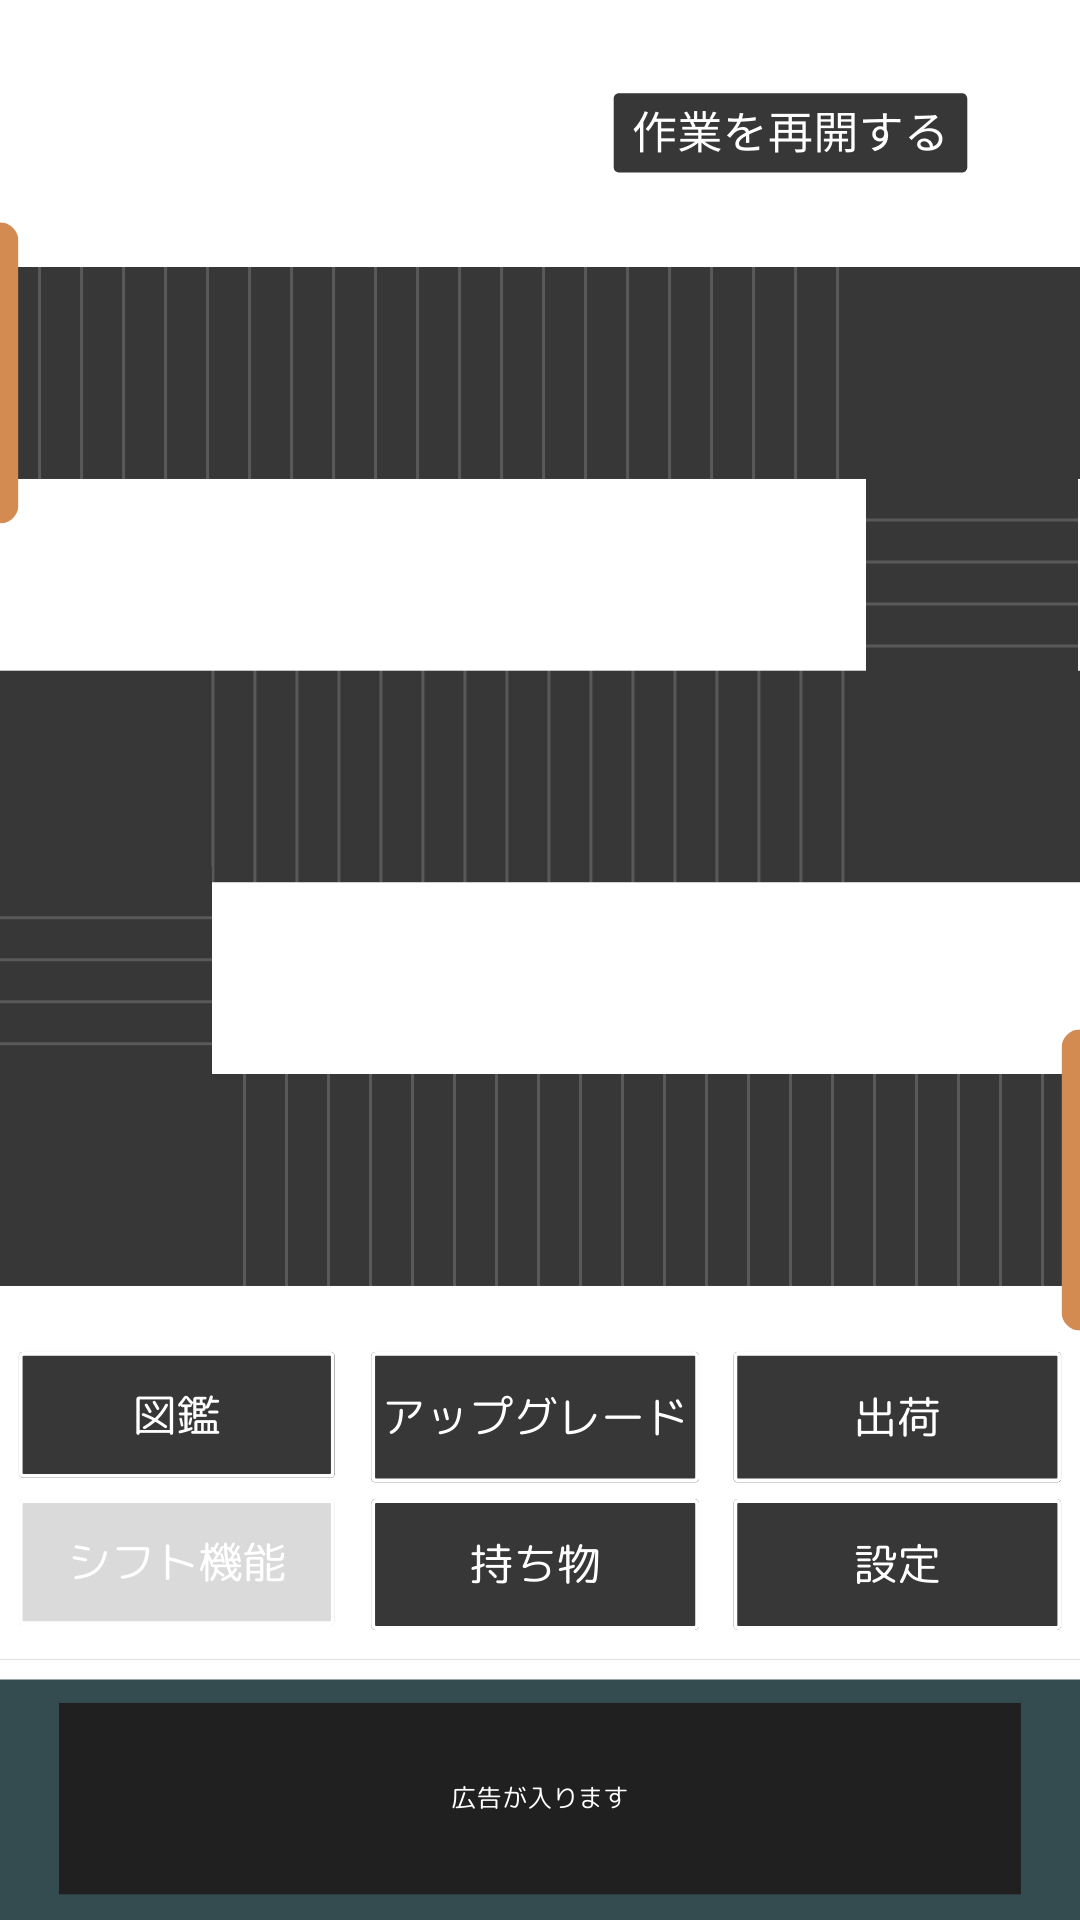 作業を再開する
図鑑
アップグレード
出荷
シフト機能
持ち物
設定
広告が入ります